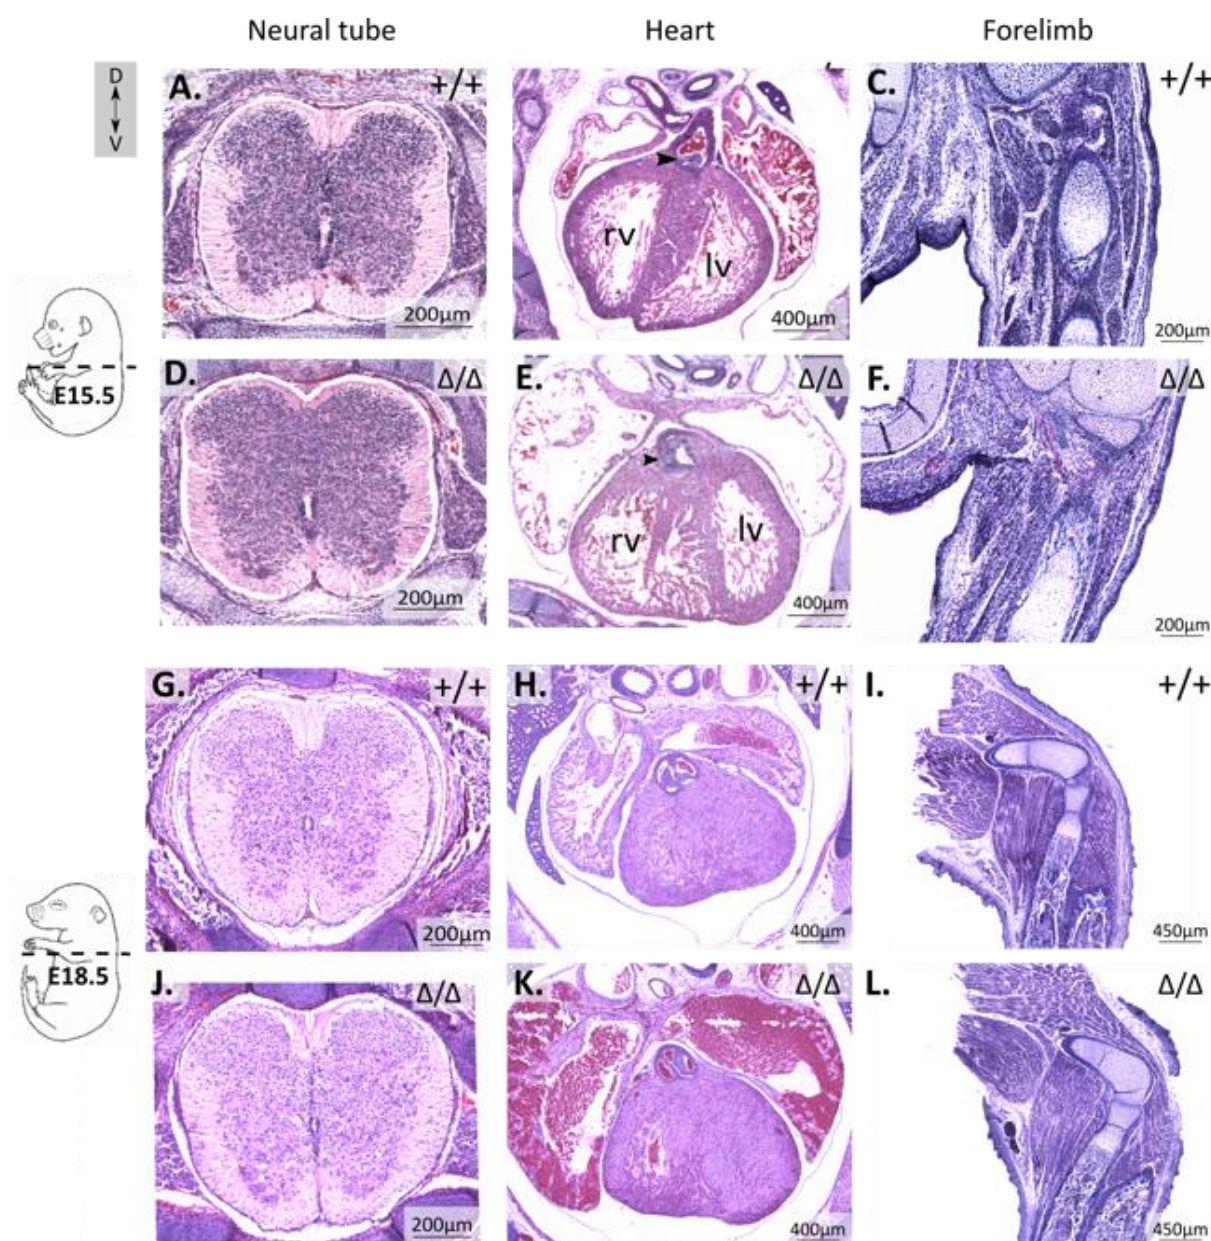 Neural tube Heart Forelimb
D
V
A. +/+
200µm
rv
lv
400µm
C. +/+
200µm
E15.5
D. Δ/Δ
200µm
E. Δ/Δ
rv
lv
400µm
F. Δ/Δ
200µm
G. +/+
200µm
H. +/+
400µm
I. +/+
450µm
E18.5
J. Δ/Δ
200µm
K. Δ/Δ
400µm
L. Δ/Δ
450µm